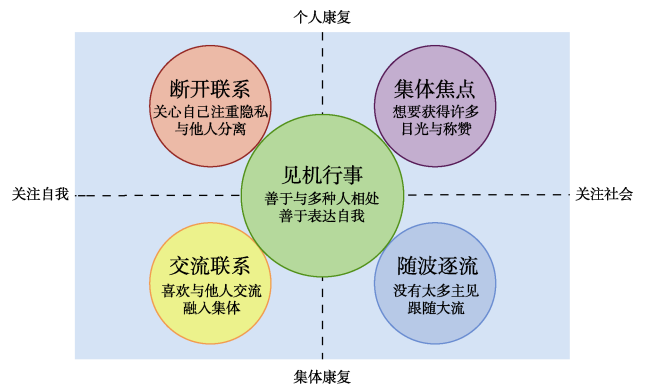 个人康复
断开联系
关心自己注重隐私
与他人分离
集体焦点
想要获得许多
目光与称赞
见机行事
善于与多种人相处
善于表达自我
关注自我
关注社会
交流联系
喜欢与他人交流
融入集体
随波逐流
没有太多主见
跟随大流
集体康复